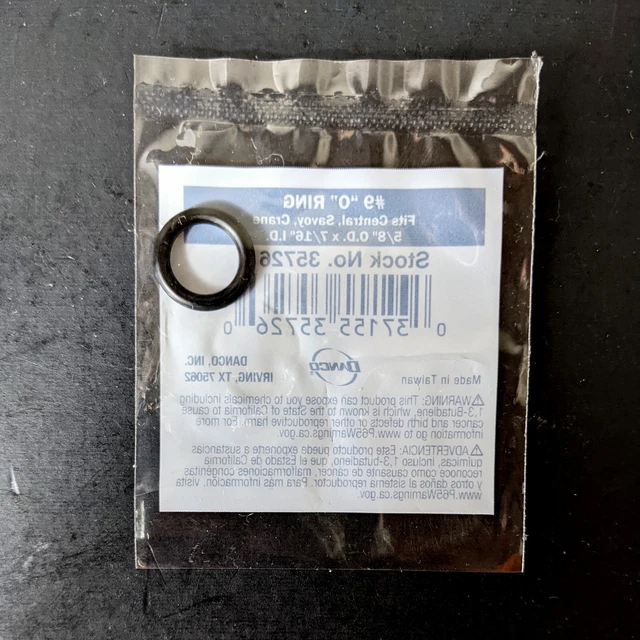 #9 "O" RING
Fits Central, Savoy, Crane
5/8" O.D. x 7/16" I.D.
Stock No. 35726
0 37155 35726 0
DANCO
DANCO, INC.
IRVING, TX 75062
Made in Taiwan
⚠WARNING: This product can expose you to chemicals including
1,3-Butadiene, which is known to the State of California to cause
cancer and birth defects or other reproductive harm. For more
information go to www.P65Warnings.ca.gov
⚠ADVERTENCIA: Este producto puede exponerle a sustancias
químicas, incluyendo, 1,3-butadieno, que el Estado de California
reconoce como causante de cáncer, malformaciones congénitas
y otros daños al sistema al sistema reproductor. Para más información, visita,
www.P65Warnings.ca.gov.